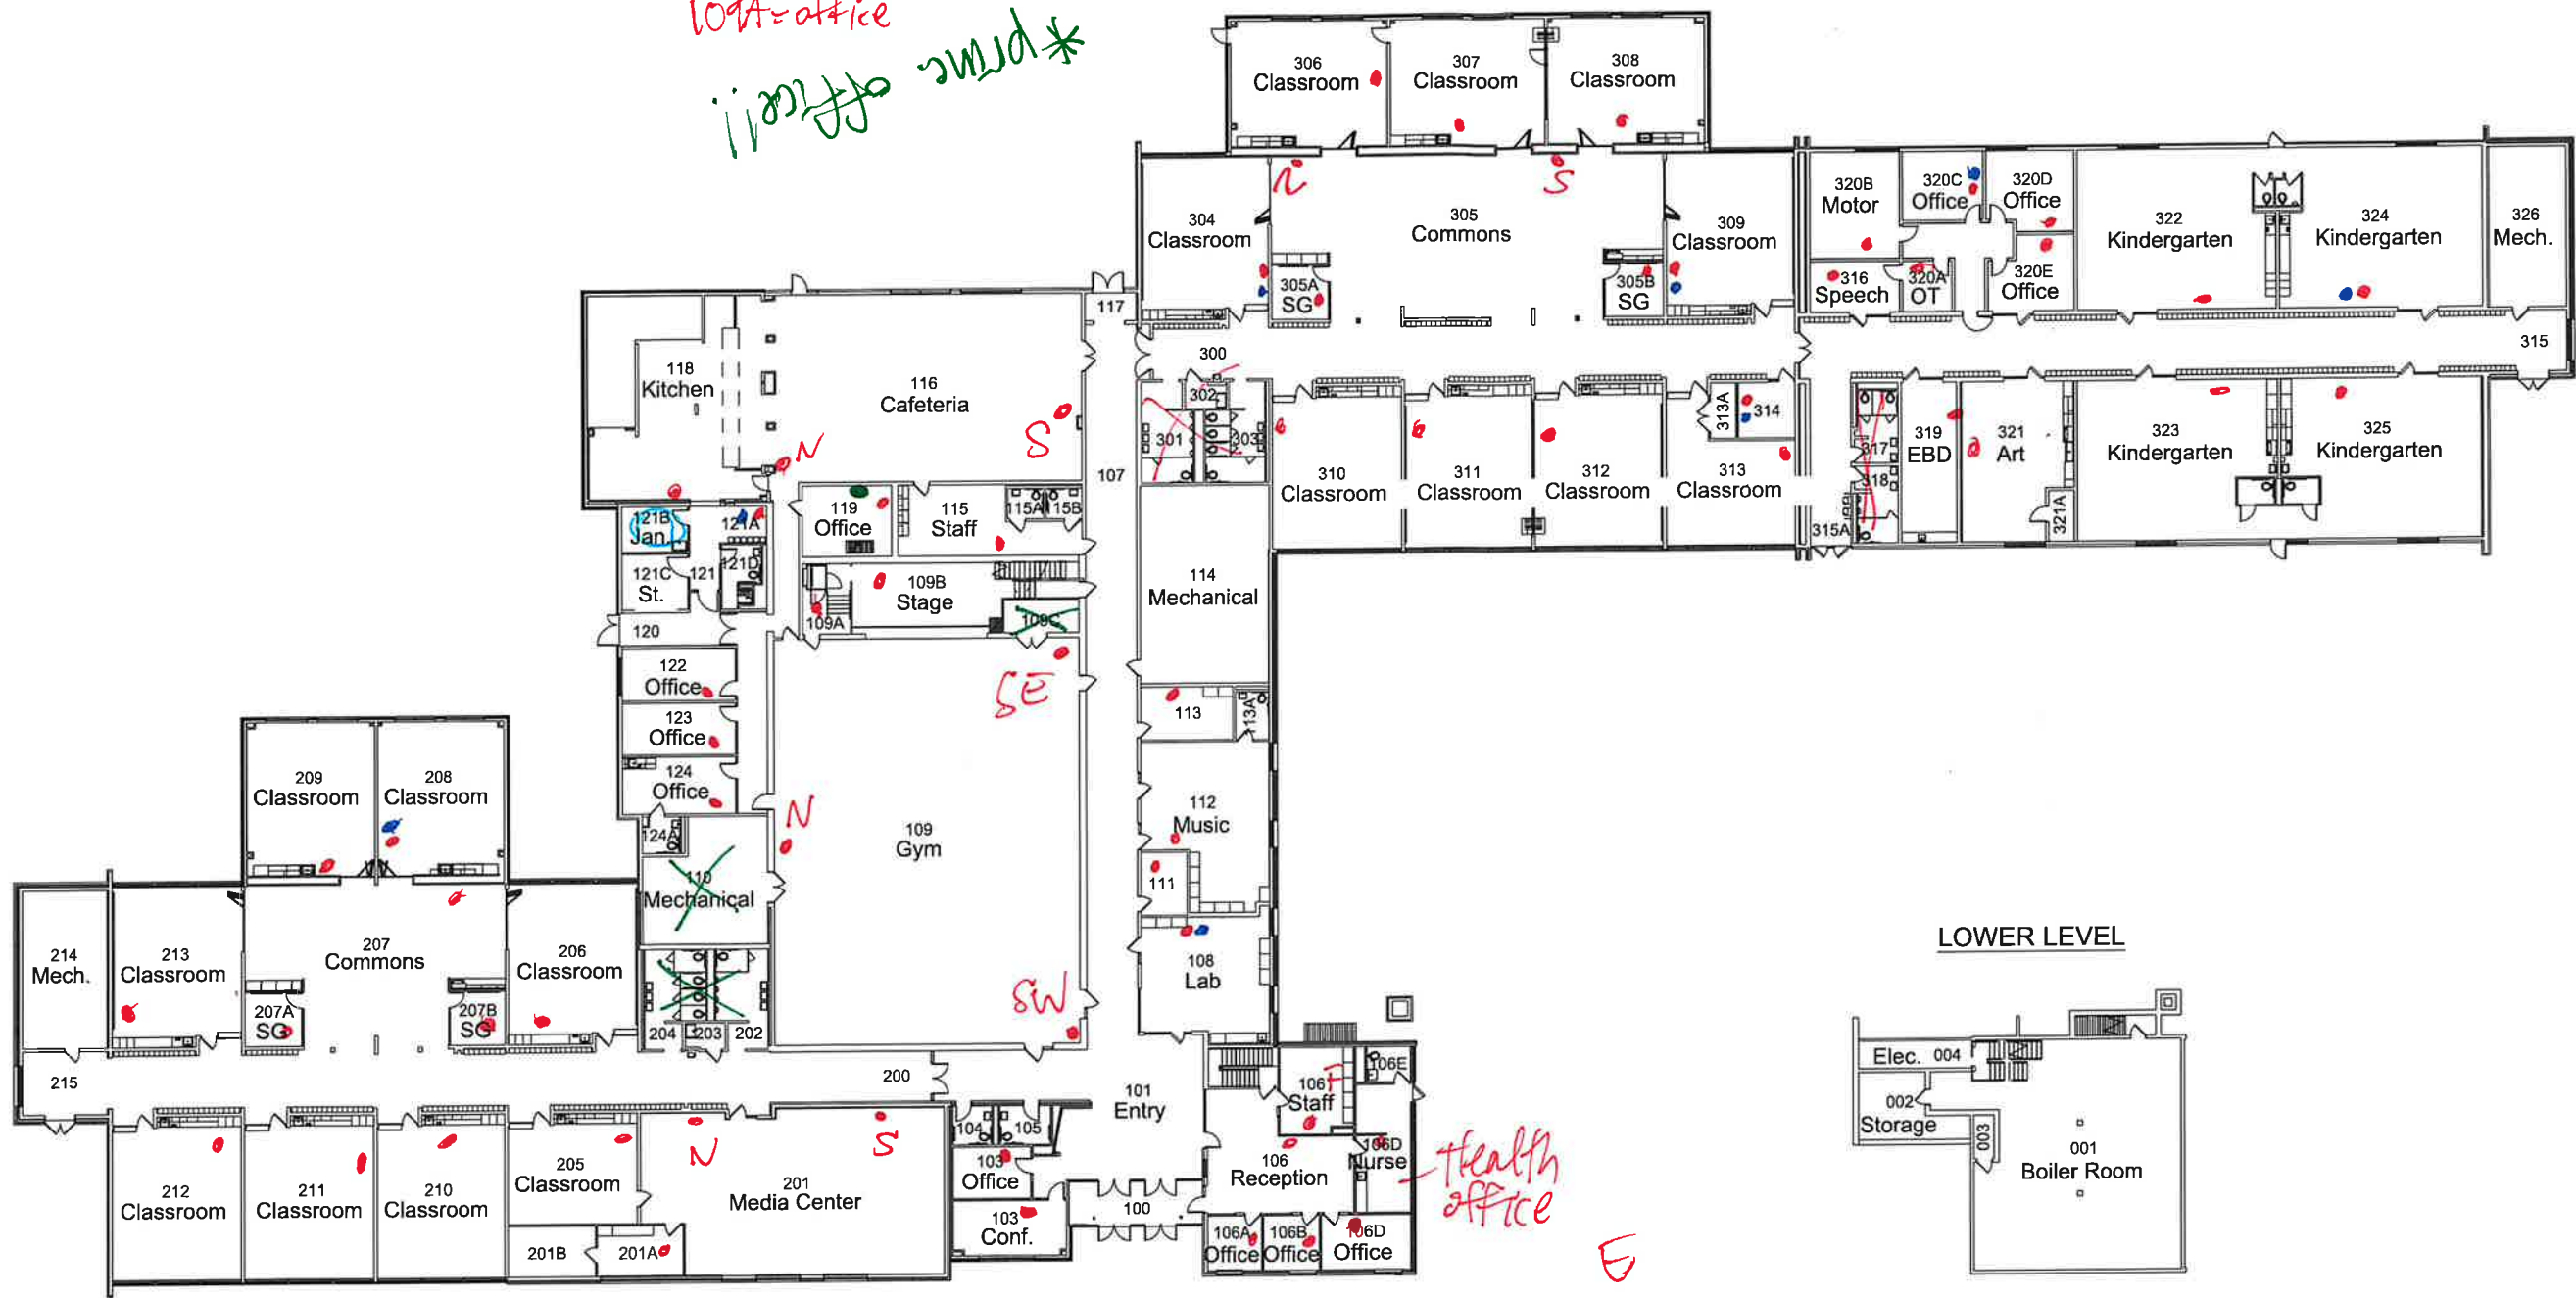 109A = office
*prime
office!!
306
Classroom
307
Classroom
308
Classroom
N
S
304
Classroom
305
Commons
309
Classroom
305A
SG
305B
SG
320B
Motor
320C
Office
320D
Office
320E
Office
316
Speech
320A
OT
322
Kindergarten
324
Kindergarten
326
Mech.
315
117
300
302
301
303
118
Kitchen
116
Cafeteria
N
S
107
310
Classroom
311
Classroom
312
Classroom
313A
314
313
Classroom
315A
317
318
319
EBD
321
Art
321A
323
Kindergarten
325
Kindergarten
121B
Jan.
121A
121C
St.
121
121D
119
Office
115
Staff
115A
115B
109B
Stage
109A
109C
114
Mechanical
120
122
Office
123
Office
124
Office
124A
110
Mechanical
SE
N
109
Gym
SW
113
113A
112
Music
111
108
Lab
209
Classroom
208
Classroom
214
Mech.
213
Classroom
207
Commons
206
Classroom
207A
SG
207B
SG
204
203
202
215
200
212
Classroom
211
Classroom
210
Classroom
205
Classroom
N
S
201
Media Center
201B
201A
104
105
103
Office
103
Conf.
101
Entry
100
106F
Staff
106E
106
Reception
106D
Nurse
Health
office
106A
Office
106B
Office
106D
Office
E
LOWER LEVEL
Elec. 004
002
Storage
003
001
Boiler Room